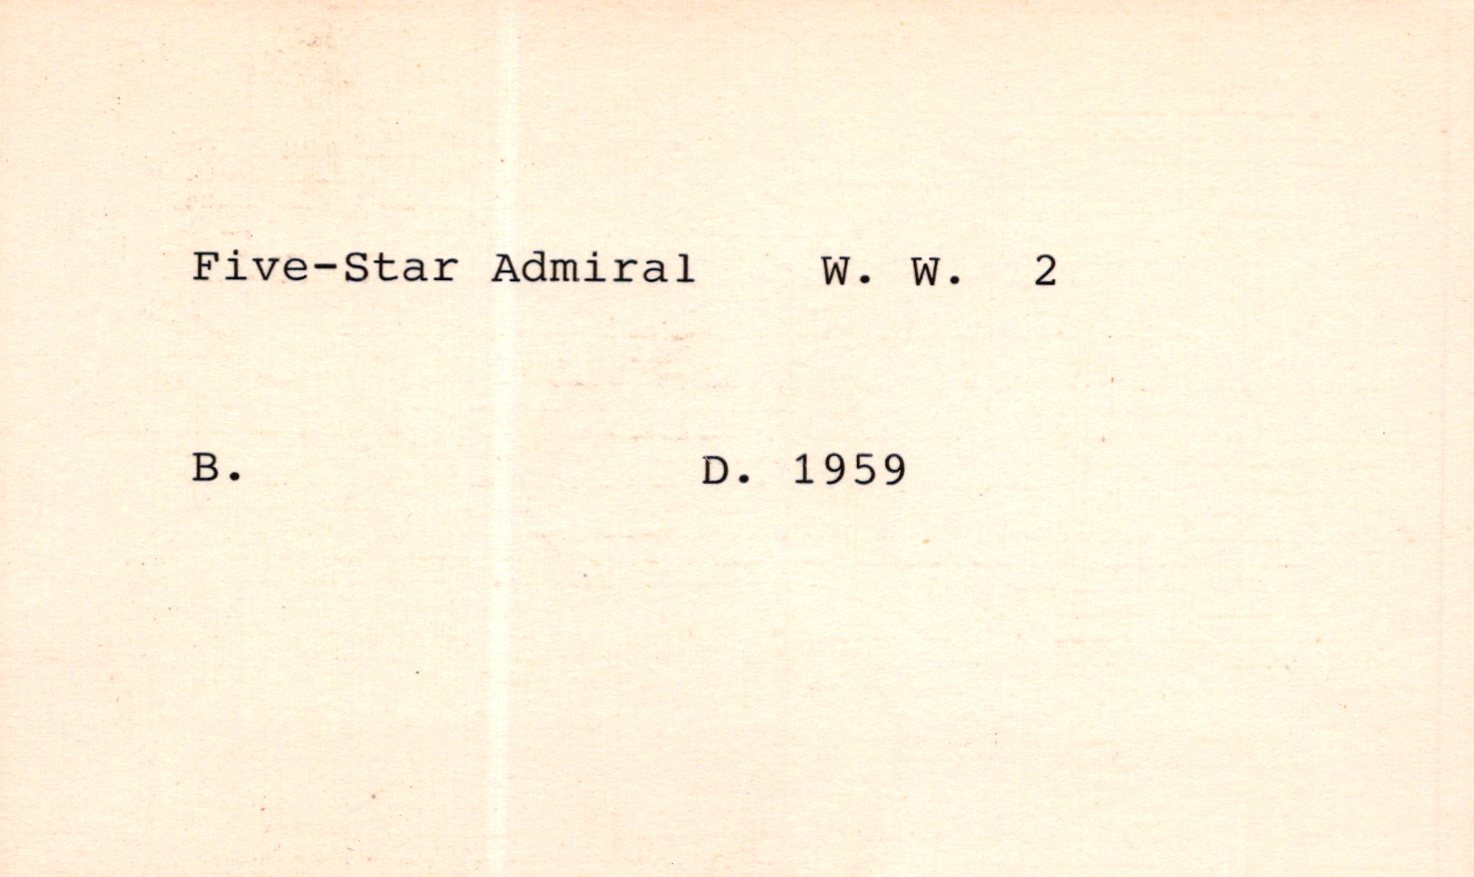 Five-Star Admiral W. W. 2
B. D. 1959